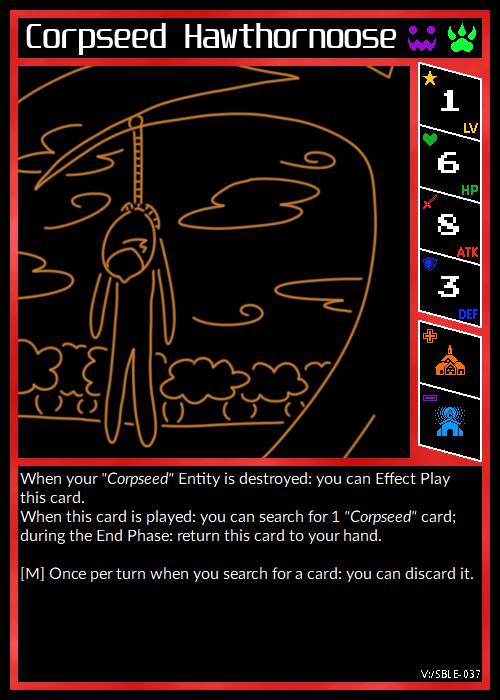 Corpseed Hawthornoose
1
LV
6
HP
8
ATK
3
DEF
When your "Corpseed" Entity is destroyed: you can Effect Play
this card.
When this card is played: you can search for 1 "Corpseed" card;
during the End Phase: return this card to your hand.
[M] Once per turn when you search for a card: you can discard it.
V:/SBLE-037